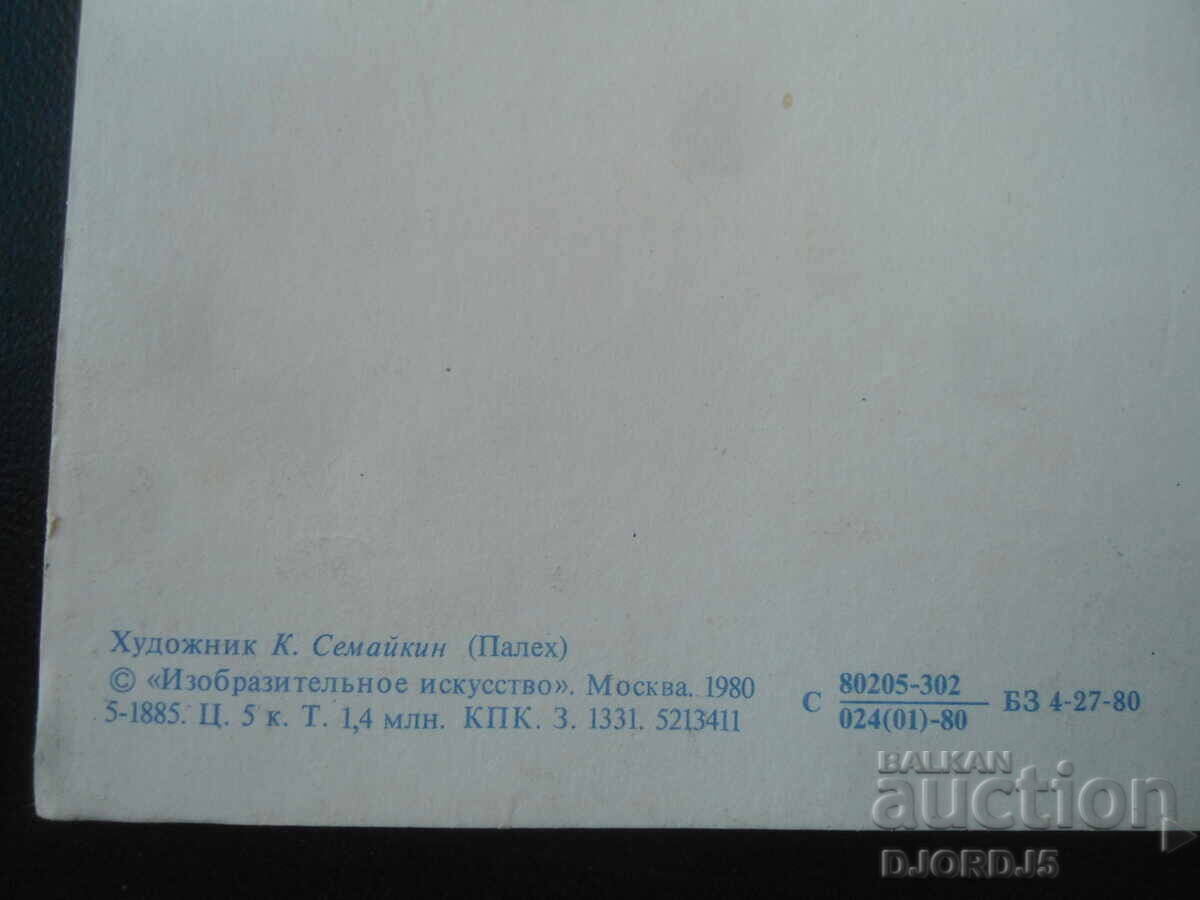 Художник К. Семайкин (Палех)
© «Изобразительное искусство». Москва. 1980
5-1885. Ц. 5 к. Т. 1,4 млн. КПК. З. 1331. 5213411
С 80205-302 БЗ 4-27-80
024(01)-80
BALKAN
auction
DJORDJ5